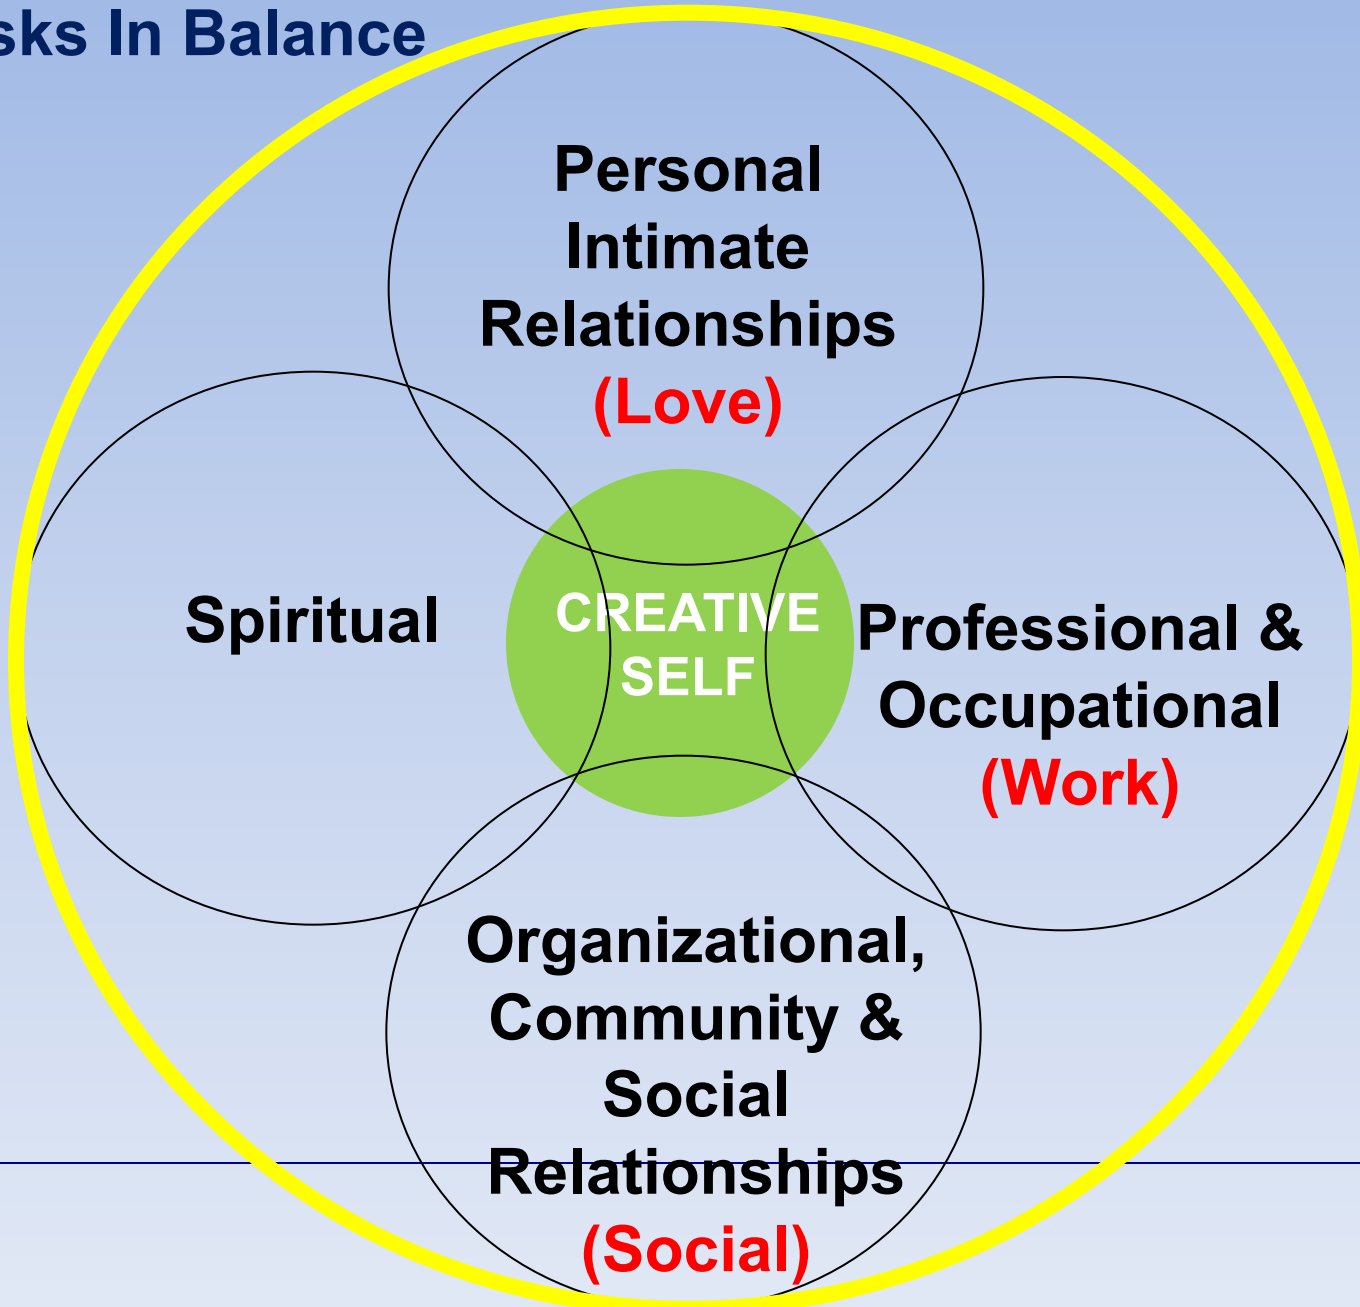 sks In Balance
Personal
Intimate
Relationships
(Love)
Spiritual
CREATIVE
SELF
Professional &
Occupational
(Work)
Organizational,
Community &
Social
Relationships
(Social)